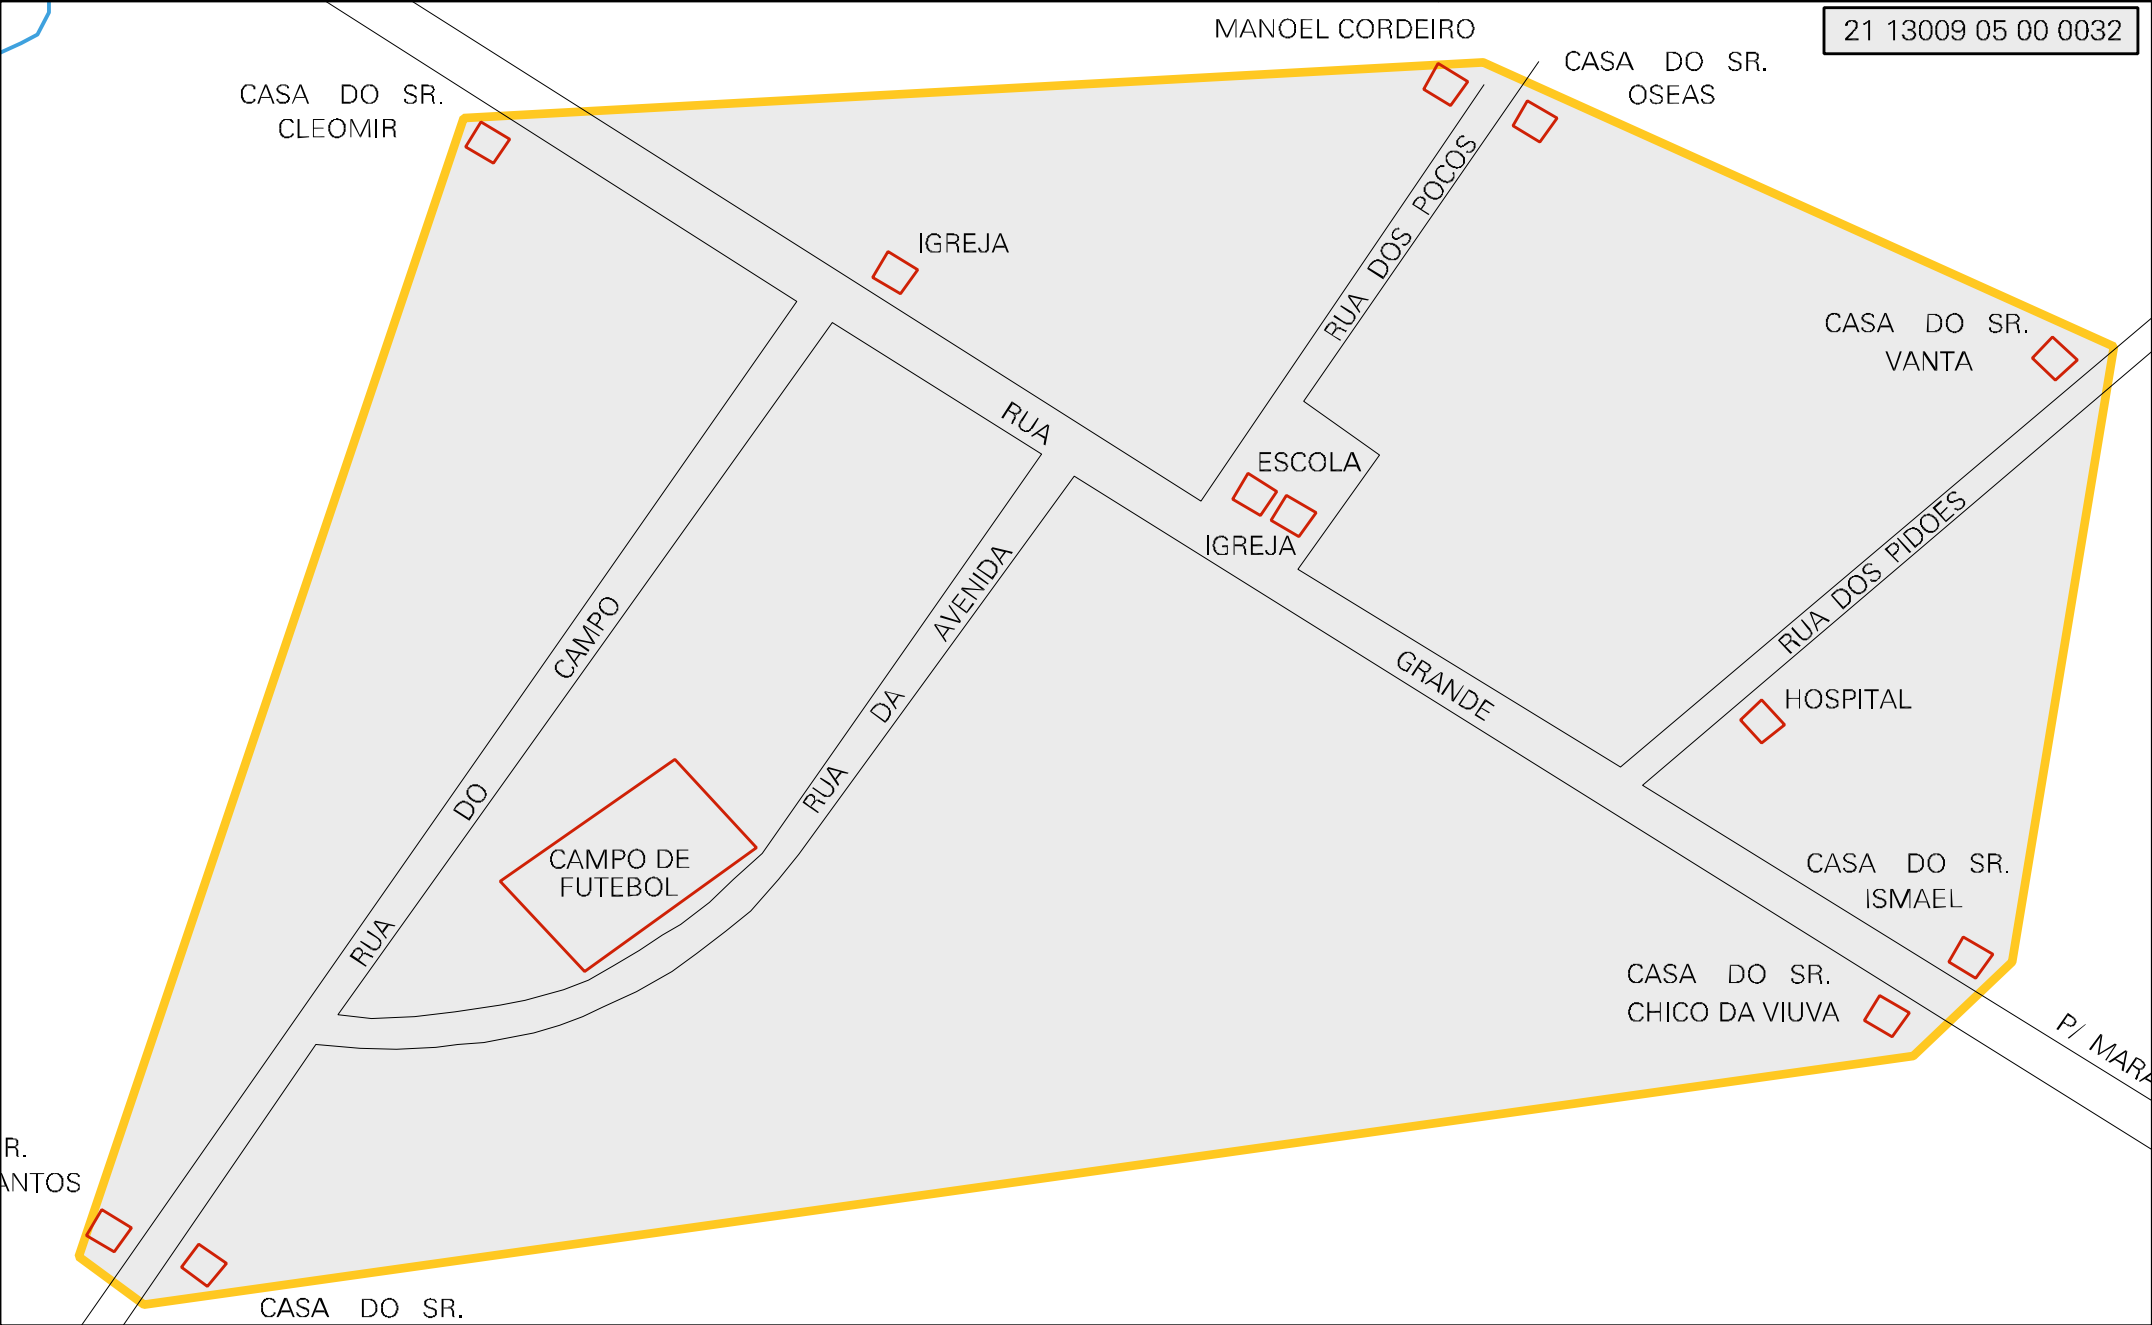 MANOEL CORDEIRO
21 13009 05 00 0032
CASA DO SR.
OSEAS
CASA DO SR.
CLEOMIR
IGREJA
RUA DOS POCOS
CASA DO SR.
VANTA
RUA GRANDE
ESCOLA
IGREJA
RUA DOS PIDOES
RUA DO CAMPO
RUA DA AVENIDA
HOSPITAL
CAMPO DE
FUTEBOL
CASA DO SR.
ISMAEL
CASA DO SR.
CHICO DA VIUVA
P/ MARA
R.
ANTOS
CASA DO SR.